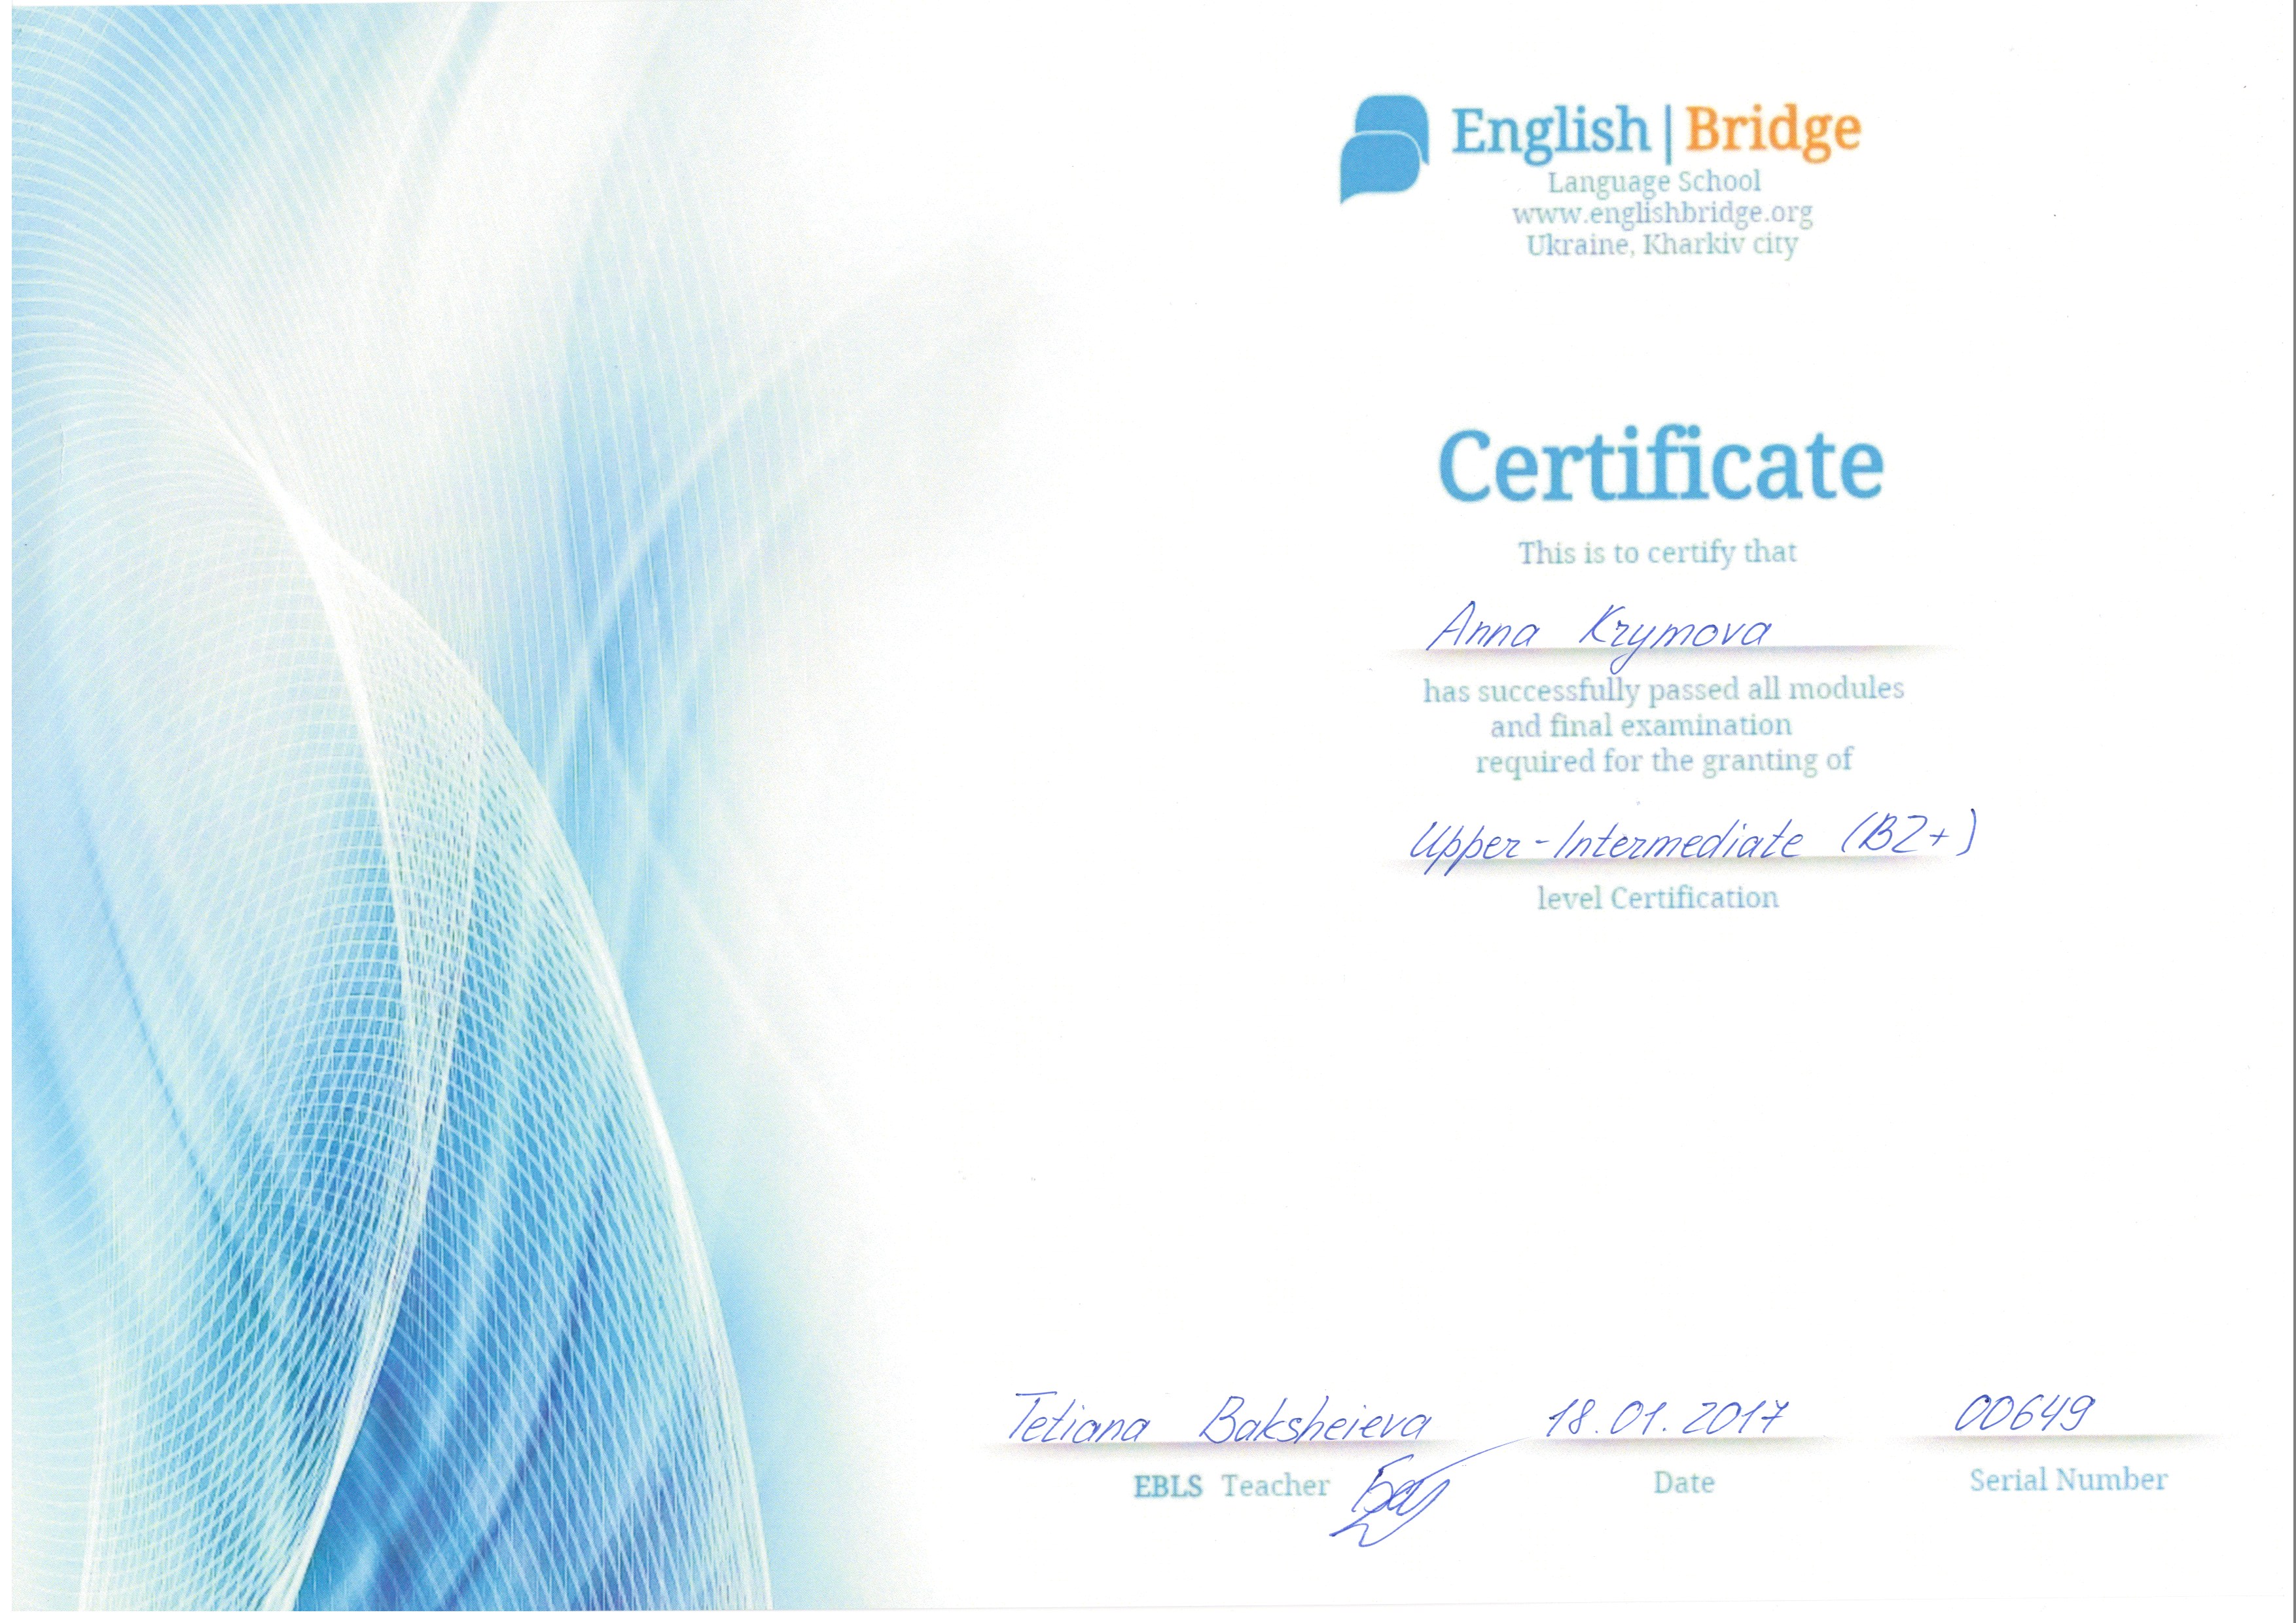 English | Bridge
Language School
www.englishbridge.org
Ukraine, Kharkiv city
Certificate
This is to certify that
Anna Krymova
has successfully passed all modules
and final examination
required for the granting of
Upper-Intermediate (B2+)
level Certification
Tetiana Baksheieva 18.01.2017 00649
EBLS Teacher Date Serial Number